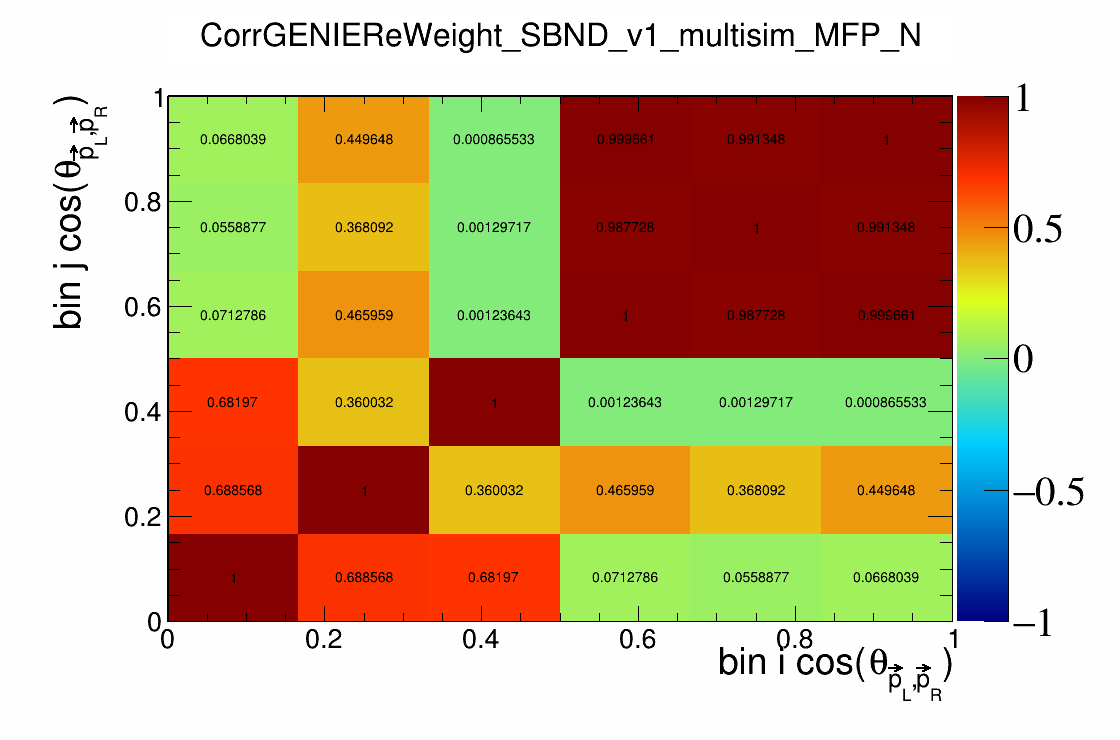 CorrGENIEReWeight_SBND_v1_multisim_MFP_N
bin j cos(θ p⃗L,p⃗R)
1
0.8
0.6
0.4
0.2
0
0.0668039 0.449648 0.000865533 0.999661 0.991348 1
0.0558877 0.368092 0.00129717 0.987728 1 0.991348
0.0712786 0.465959 0.00123643 1 0.987728 0.999661
0.68197 0.360032 1 0.00123643 0.00129717 0.000865533
0.688568 1 0.360032 0.465959 0.368092 0.449648
1 0.688568 0.68197 0.0712786 0.0558877 0.0668039
0 0.2 0.4 0.6 0.8 1
bin i cos(θ p⃗L,p⃗R)
1
0.5
0
−0.5
−1